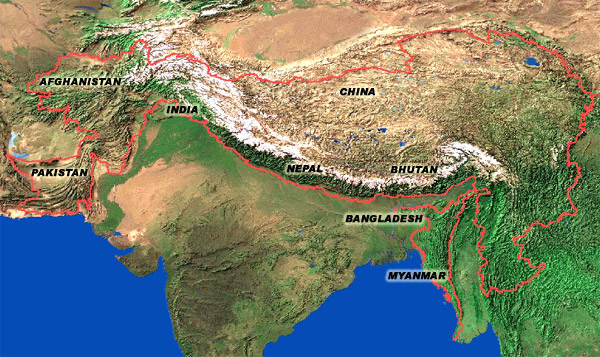 AFGHANISTAN
CHINA
INDIA
PAKISTAN
NEPAL
BHUTAN
BANGLADESH
MYANMAR